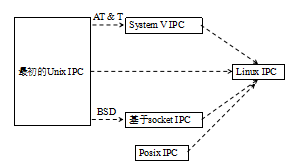 AT & T
System V IPC
最初的Unix IPC
Linux IPC
BSD
基于socket IPC
Posix IPC